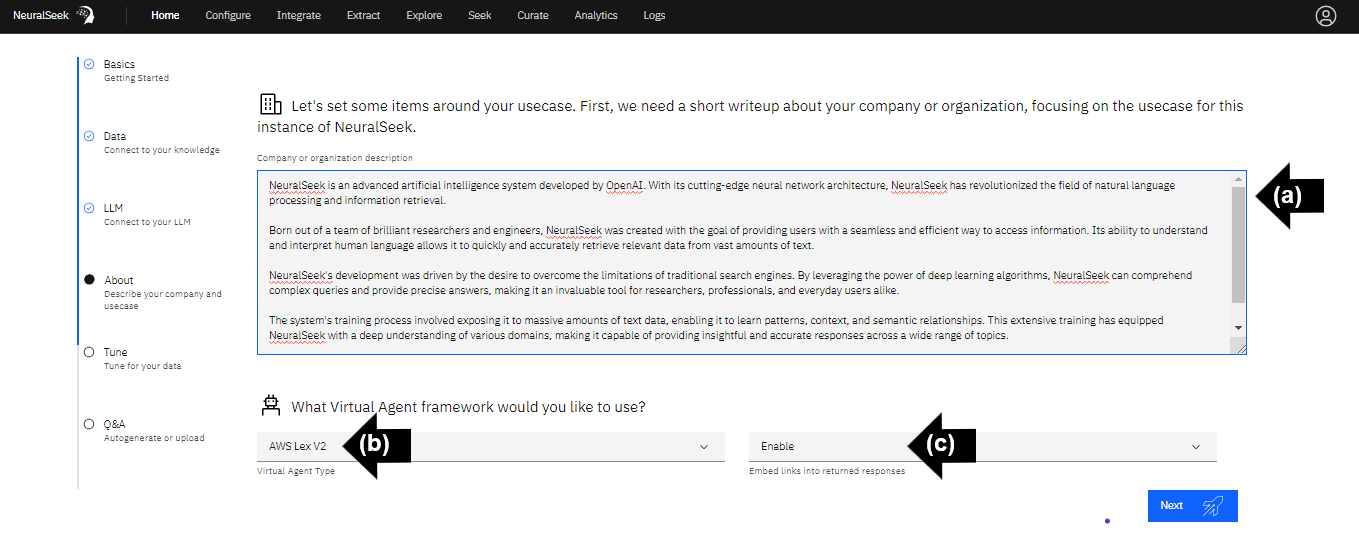 NeuralSeek
Home Configure Integrate Extract Explore Seek Curate Analytics Logs
Basics
Getting Started
Data
Connect to your knowledge
LLM
Connect to your LLM
About
Describe your company and
usecase
Tune
Tune for your data
Q&A
Autogenerate or upload
Let's set some items around your usecase. First, we need a short writeup about your company or organization, focusing on the usecase for this
instance of NeuralSeek.
Company or organization description
NeuralSeek is an advanced artificial intelligence system developed by OpenAI. With its cutting-edge neural network architecture, NeuralSeek has revolutionized the field of natural language
processing and information retrieval.
Born out of a team of brilliant researchers and engineers, NeuralSeek was created with the goal of providing users with a seamless and efficient way to access information. Its ability to understand
and interpret human language allows it to quickly and accurately retrieve relevant data from vast amounts of text.
NeuralSeek's development was driven by the desire to overcome the limitations of traditional search engines. By leveraging the power of deep learning algorithms, NeuralSeek can comprehend
complex queries and provide precise answers, making it an invaluable tool for researchers, professionals, and everyday users alike.
The system's training process involved exposing it to massive amounts of text data, enabling it to learn patterns, context, and semantic relationships. This extensive training has equipped
NeuralSeek with a deep understanding of various domains, making it capable of providing insightful and accurate responses across a wide range of topics.
(a)
What Virtual Agent framework would you like to use?
AWS Lex V2 (b)
Virtual Agent Type
Enable (c)
Embed links into returned responses
Next